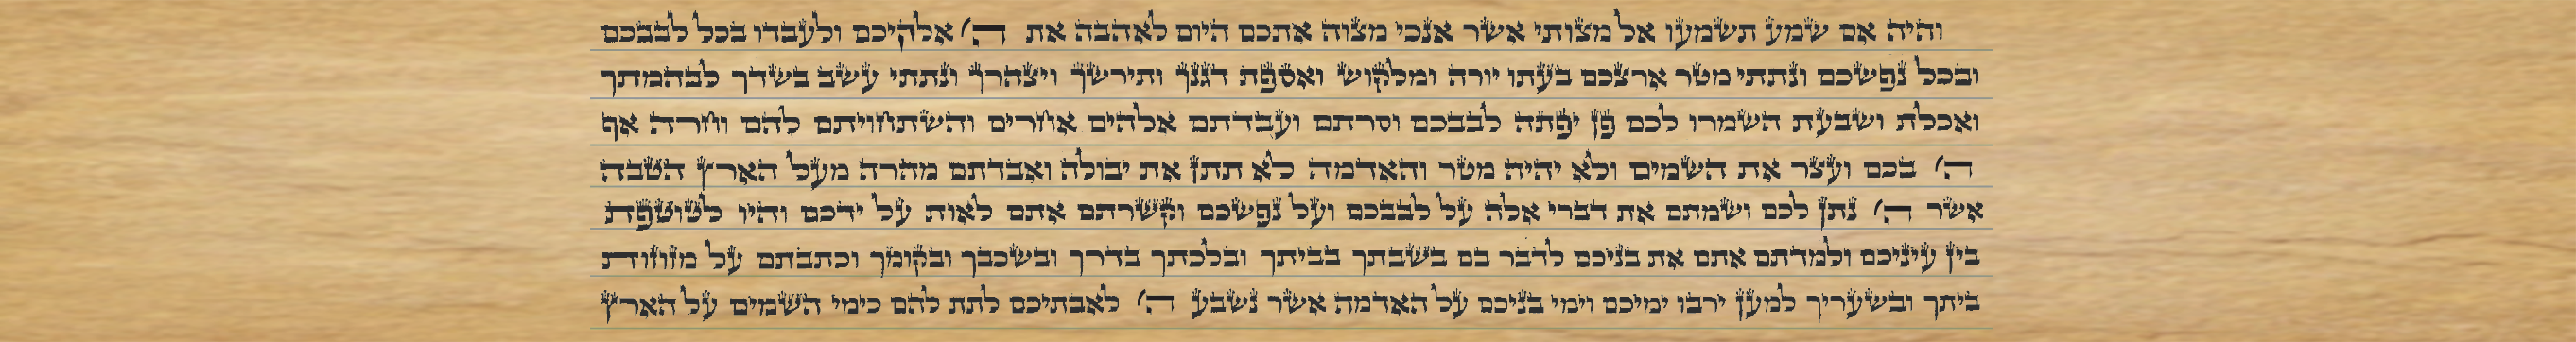 והיה אם שמע תשמעו אל מצותי אשר אנכי מצוה אתכם היום לאהבה את ה' אלקיכם ולעבדו בכל לבבכם
ובכל נפשכם ונתתי מטר ארצכם בעתו יורה ומלקוש ואספת דגנך ותירשך ויצהרך ונתתי עשב בשדך לבהמתך
ואכלת ושבעת השמרו לכם פן יפתה לבבכם וסרתם ועבדתם אלהים אחרים והשתחויתם להם וחרה אף
ה' בכם ועצר את השמים ולא יהיה מטר והאדמה לא תתן את יבולה ואבדתם מהרה מעל הארץ הטבה
אשר ה' נתן לכם ושמתם את דברי אלה על לבבכם ועל נפשכם וקשרתם אתם לאות על ידכם והיו לטוטפת
בין עיניכם ולמדתם אתם את בניכם לדבר בם בשבתך בביתך ובלכתך בדרך ובשכבך ובקומך וכתבתם על מזוזות
ביתך ובשעריך למען ירבו ימיכם וימי בניכם על האדמה אשר נשבע ה' לאבתיכם לתת להם כימי השמים על הארץ